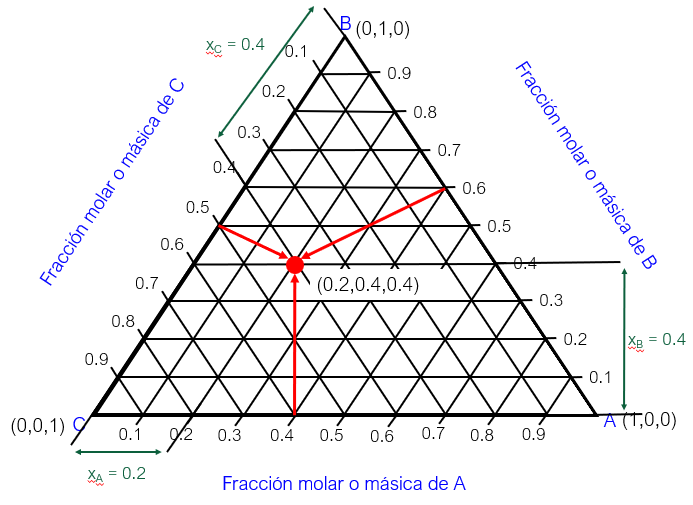 B (0,1,0)
x_C = 0.4
0.1
0.2
0.3
0.4
0.5
0.6
0.7
0.8
0.9
Fracción molar o másica de C
0.9
0.8
0.7
0.6
0.5
0.4
0.3
0.2
0.1
Fracción molar o másica de B
(0.2,0.4,0.4)
x_B = 0.4
(0,0,1) C
A (1,0,0)
0.1 0.2 0.3 0.4 0.5 0.6 0.7 0.8 0.9
x_A = 0.2
Fracción molar o másica de A